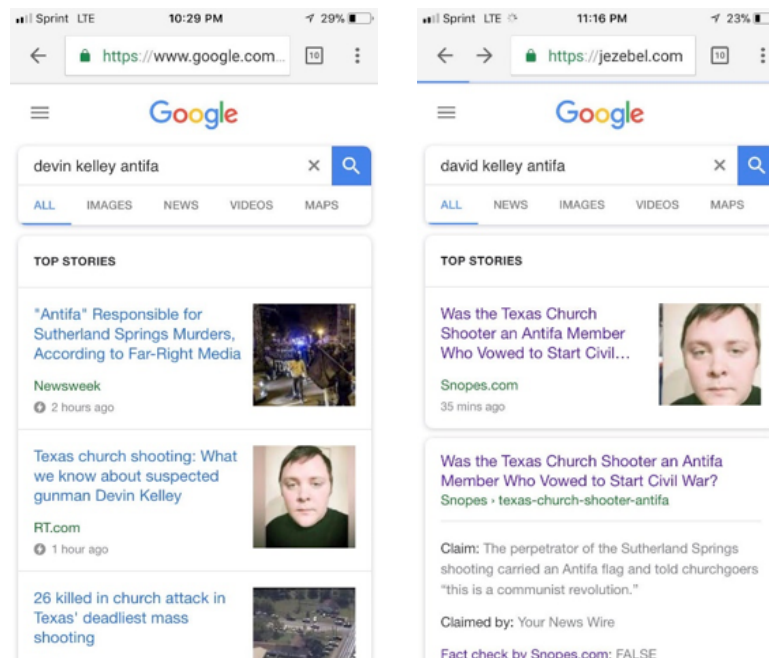 Sprint LTE 10:29 PM 29%
https://www.google.com... 10
Google
devin kelley antifa
ALL IMAGES NEWS VIDEOS MAPS
TOP STORIES
"Antifa" Responsible for
Sutherland Springs Murders,
According to Far-Right Media
Newsweek
2 hours ago
Texas church shooting: What
we know about suspected
gunman Devin Kelley
RT.com
1 hour ago
26 killed in church attack in
Texas' deadliest mass
shooting
Sprint LTE 11:16 PM 23%
https://jezebel.com 10
Google
david kelley antifa
ALL NEWS IMAGES VIDEOS MAPS
TOP STORIES
Was the Texas Church
Shooter an Antifa Member
Who Vowed to Start Civil...
Snopes.com
35 mins ago
Was the Texas Church Shooter an Antifa
Member Who Vowed to Start Civil War?
Snopes › texas-church-shooter-antifa
Claim: The perpetrator of the Sutherland Springs
shooting carried an Antifa flag and told churchgoers
"this is a communist revolution."
Claimed by: Your News Wire
Fact check by Snopes.com: FALSE